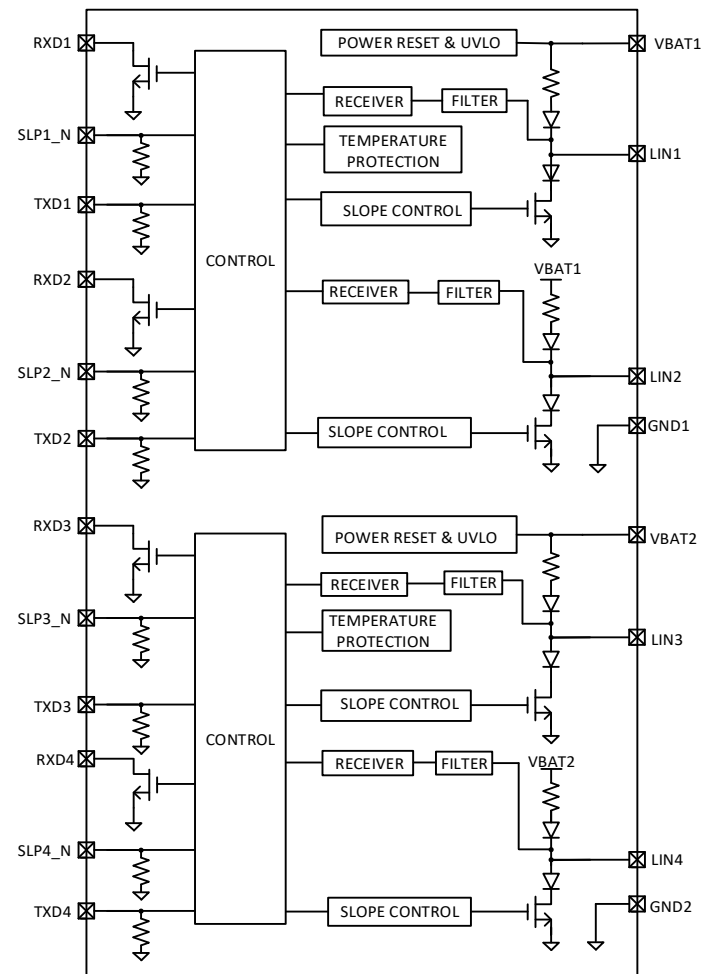 RXD1
POWER RESET & UVLO
VBAT1
RECEIVER
FILTER
SLP1_N
TEMPERATURE
PROTECTION
LIN1
TXD1
SLOPE CONTROL
CONTROL
RXD2
VBAT1
RECEIVER
FILTER
SLP2_N
LIN2
TXD2
SLOPE CONTROL
GND1
RXD3
POWER RESET & UVLO
VBAT2
RECEIVER
FILTER
SLP3_N
TEMPERATURE
PROTECTION
LIN3
TXD3
SLOPE CONTROL
CONTROL
RXD4
RECEIVER
FILTER
VBAT2
SLP4_N
LIN4
TXD4
SLOPE CONTROL
GND2